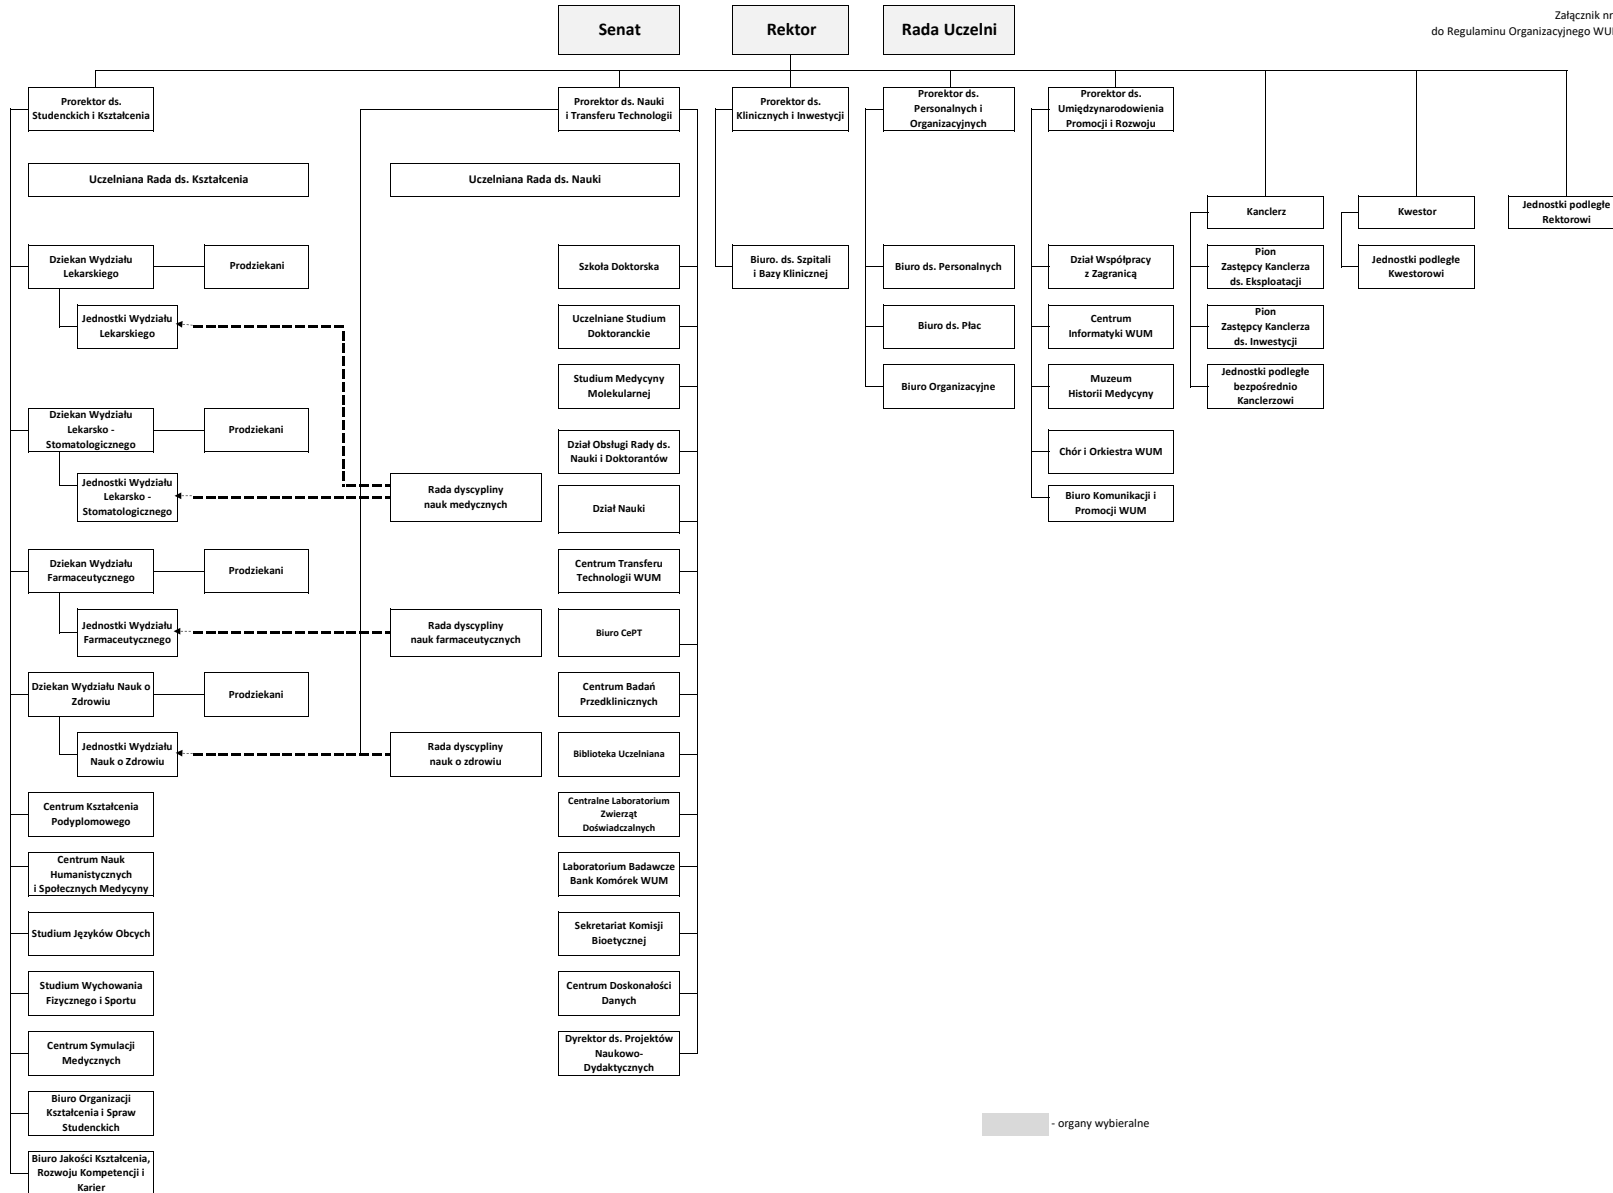 Załącznik nr
do Regulaminu Organizacyjnego WUM
Senat
Rektor
Rada Uczelni
Prorektor ds.
Studenckich i Kształcenia
Prorektor ds. Nauki
i Transferu Technologii
Prorektor ds.
Klinicznych i Inwestycji
Prorektor ds.
Personalnych i
Organizacyjnych
Prorektor ds.
Umiędzynarodowienia
Promocji i Rozwoju
Uczelniana Rada ds. Kształcenia
Uczelniana Rada ds. Nauki
Kanclerz
Kwestor
Jednostki podległe
Rektorowi
Dziekan Wydziału
Lekarskiego
Prodziekani
Szkoła Doktorska
Biuro. ds. Szpitali
i Bazy Klinicznej
Biuro ds. Personalnych
Dział Współpracy
z Zagranicą
Pion
Zastępcy Kanclerza
ds. Eksploatacji
Jednostki podległe
Kwestorowi
Jednostki Wydziału
Lekarskiego
Uczelniane Studium
Doktoranckie
Biuro ds. Płac
Centrum
Informatyki WUM
Pion
Zastępcy Kanclerza
ds. Inwestycji
Studium Medycyny
Molekularnej
Biuro Organizacyjne
Muzeum
Historii Medycyny
Jednostki podległe
bezpośrednio
Kanclerzowi
Dziekan Wydziału
Lekarsko -
Stomatologicznego
Prodziekani
Dział Obsługi Rady ds.
Nauki i Doktorantów
Chór i Orkiestra WUM
Jednostki Wydziału
Lekarsko -
Stomatologicznego
Rada dyscypliny
nauk medycznych
Dział Nauki
Biuro Komunikacji i
Promocji WUM
Dziekan Wydziału
Farmaceutycznego
Prodziekani
Centrum Transferu
Technologii WUM
Jednostki Wydziału
Farmaceutycznego
Rada dyscypliny
nauk farmaceutycznych
Biuro CePT
Dziekan Wydziału Nauk o
Zdrowiu
Prodziekani
Centrum Badań
Przedklinicznych
Jednostki Wydziału
Nauk o Zdrowiu
Rada dyscypliny
nauk o zdrowiu
Biblioteka Uczelniana
Centrum Kształcenia
Podyplomowego
Centralne Laboratorium
Zwierząt
Doświadczalnych
Centrum Nauk
Humanistycznych
i Społecznych Medycyny
Laboratorium Badawcze
Bank Komórek WUM
Studium Języków Obcych
Sekretariat Komisji
Bioetycznej
Studium Wychowania
Fizycznego i Sportu
Centrum Doskonałości
Danych
Centrum Symulacji
Medycznych
Dyrektor ds. Projektów
Naukowo-
Dydaktycznych
Biuro Organizacji
Kształcenia i Spraw
Studenckich
- organy wybieralne
Biuro Jakości Kształcenia,
Rozwoju Kompetencji i
Karier